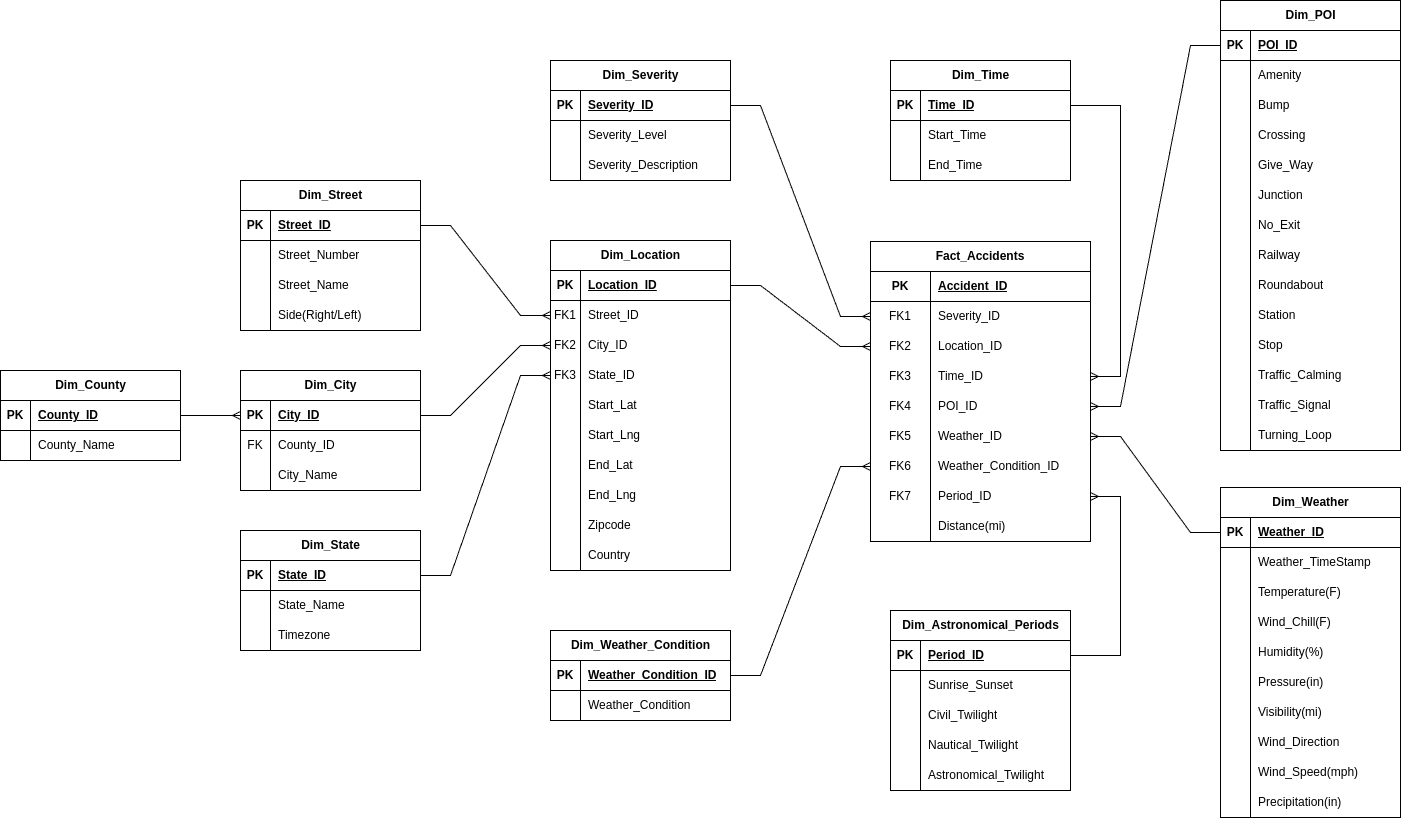 Dim_POI
PK POI_ID
Amenity
Bump
Crossing
Give_Way
Junction
No_Exit
Railway
Roundabout
Station
Stop
Traffic_Calming
Traffic_Signal
Turning_Loop
Dim_Severity
PK Severity_ID
Severity_Level
Severity_Description
Dim_Time
PK Time_ID
Start_Time
End_Time
Dim_Street
PK Street_ID
Street_Number
Street_Name
Side(Right/Left)
Dim_Location
PK Location_ID
FK1 Street_ID
FK2 City_ID
FK3 State_ID
Start_Lat
Start_Lng
End_Lat
End_Lng
Zipcode
Country
Fact_Accidents
PK Accident_ID
FK1 Severity_ID
FK2 Location_ID
FK3 Time_ID
FK4 POI_ID
FK5 Weather_ID
FK6 Weather_Condition_ID
FK7 Period_ID
Distance(mi)
Dim_County
PK County_ID
County_Name
Dim_City
PK City_ID
FK County_ID
City_Name
Dim_State
PK State_ID
State_Name
Timezone
Dim_Weather_Condition
PK Weather_Condition_ID
Weather_Condition
Dim_Astronomical_Periods
PK Period_ID
Sunrise_Sunset
Civil_Twilight
Nautical_Twilight
Astronomical_Twilight
Dim_Weather
PK Weather_ID
Weather_TimeStamp
Temperature(F)
Wind_Chill(F)
Humidity(%)
Pressure(in)
Visibility(mi)
Wind_Direction
Wind_Speed(mph)
Precipitation(in)